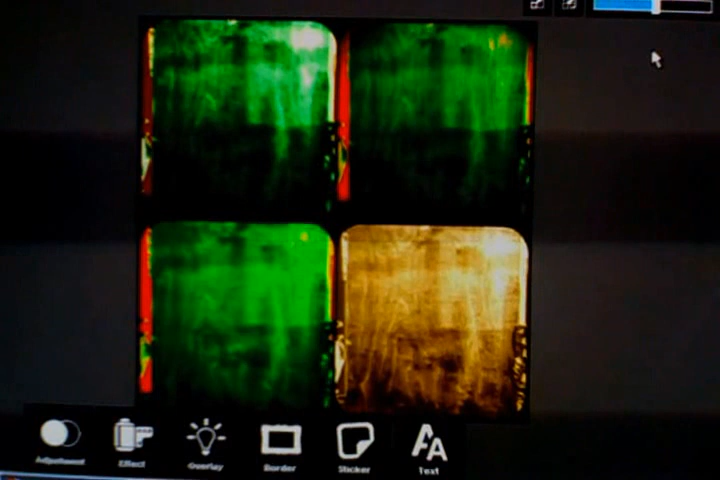 Adjustment
Effect
Overlay
Border
Sticker
Text